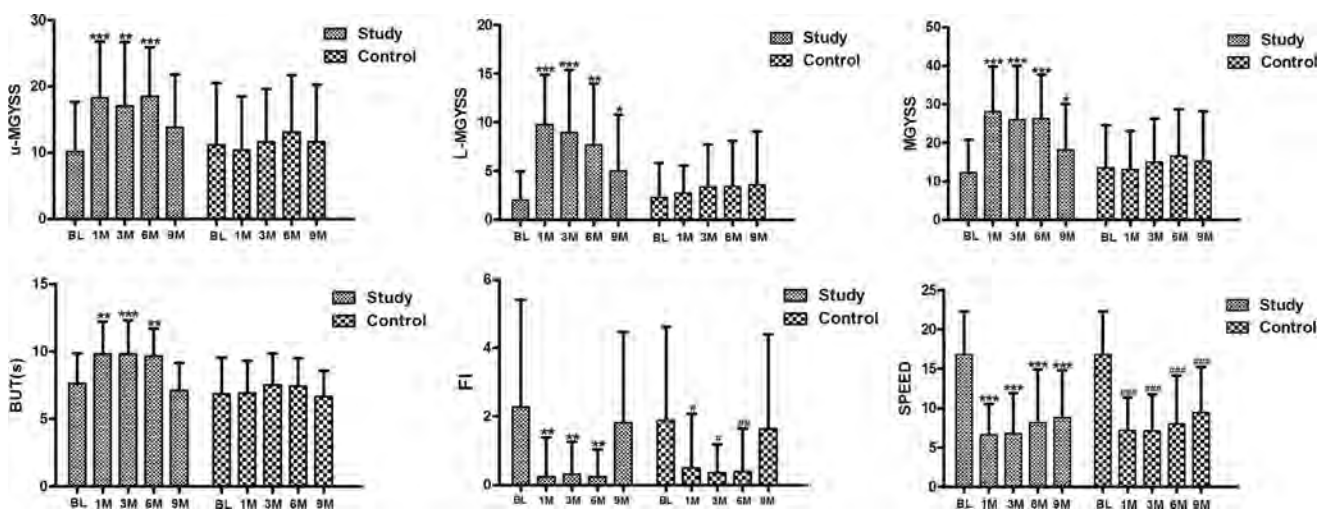 u-MGYSS
30
20
10
0
*** ** ***
Study
Control
BL 1M 3M 6M 9M BL 1M 3M 6M 9M
L-MGYSS
20
15
10
5
0
*** *** ** *
Study
Control
BL 1M 3M 6M 9M BL 1M 3M 6M 9M
MGYSS
50
40
30
20
10
0
*** *** *** *
Study
Control
BL 1M 3M 6M 9M BL 1M 3M 6M 9M
BUT(s)
15
10
5
0
** *** **
Study
Control
BL 1M 3M 6M 9M BL 1M 3M 6M 9M
FI
6
4
2
0
** ** ** # # ##
Study
Control
BL 1M 3M 6M 9M BL 1M 3M 6M 9M
SPEED
25
20
15
10
5
0
*** *** *** *** ### ### ### ###
Study
Control
BL 1M 3M 6M 9M BL 1M 3M 6M 9M